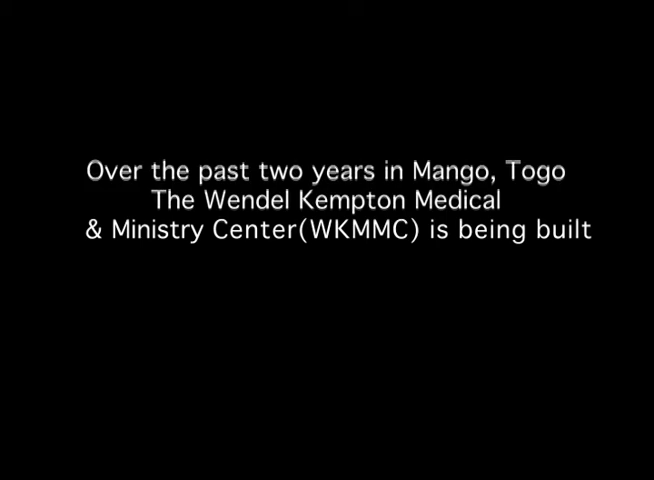 Over the past two years in Mango, Togo
The Wendel Kempton Medical
& Ministry Center(WKMMC) is being built